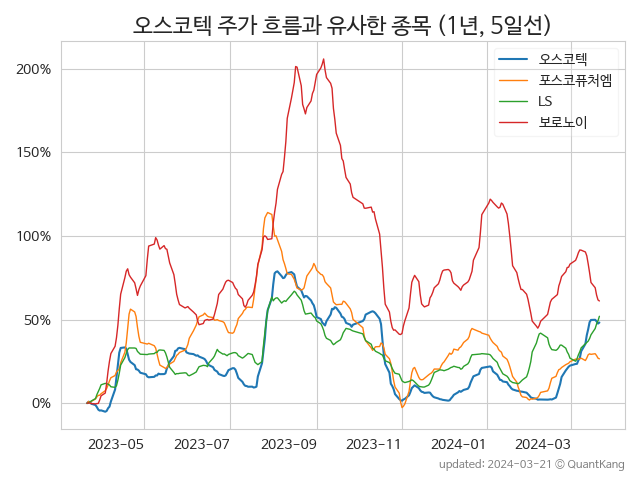 오스코텍 주가 흐름과 유사한 종목 (1년, 5일선)
200%
150%
100%
50%
0%
오스코텍
포스코퓨처엠
LS
보로노이
2023-05
2023-07
2023-09
2023-11
2024-01
2024-03
updated: 2024-03-21 © QuantKang